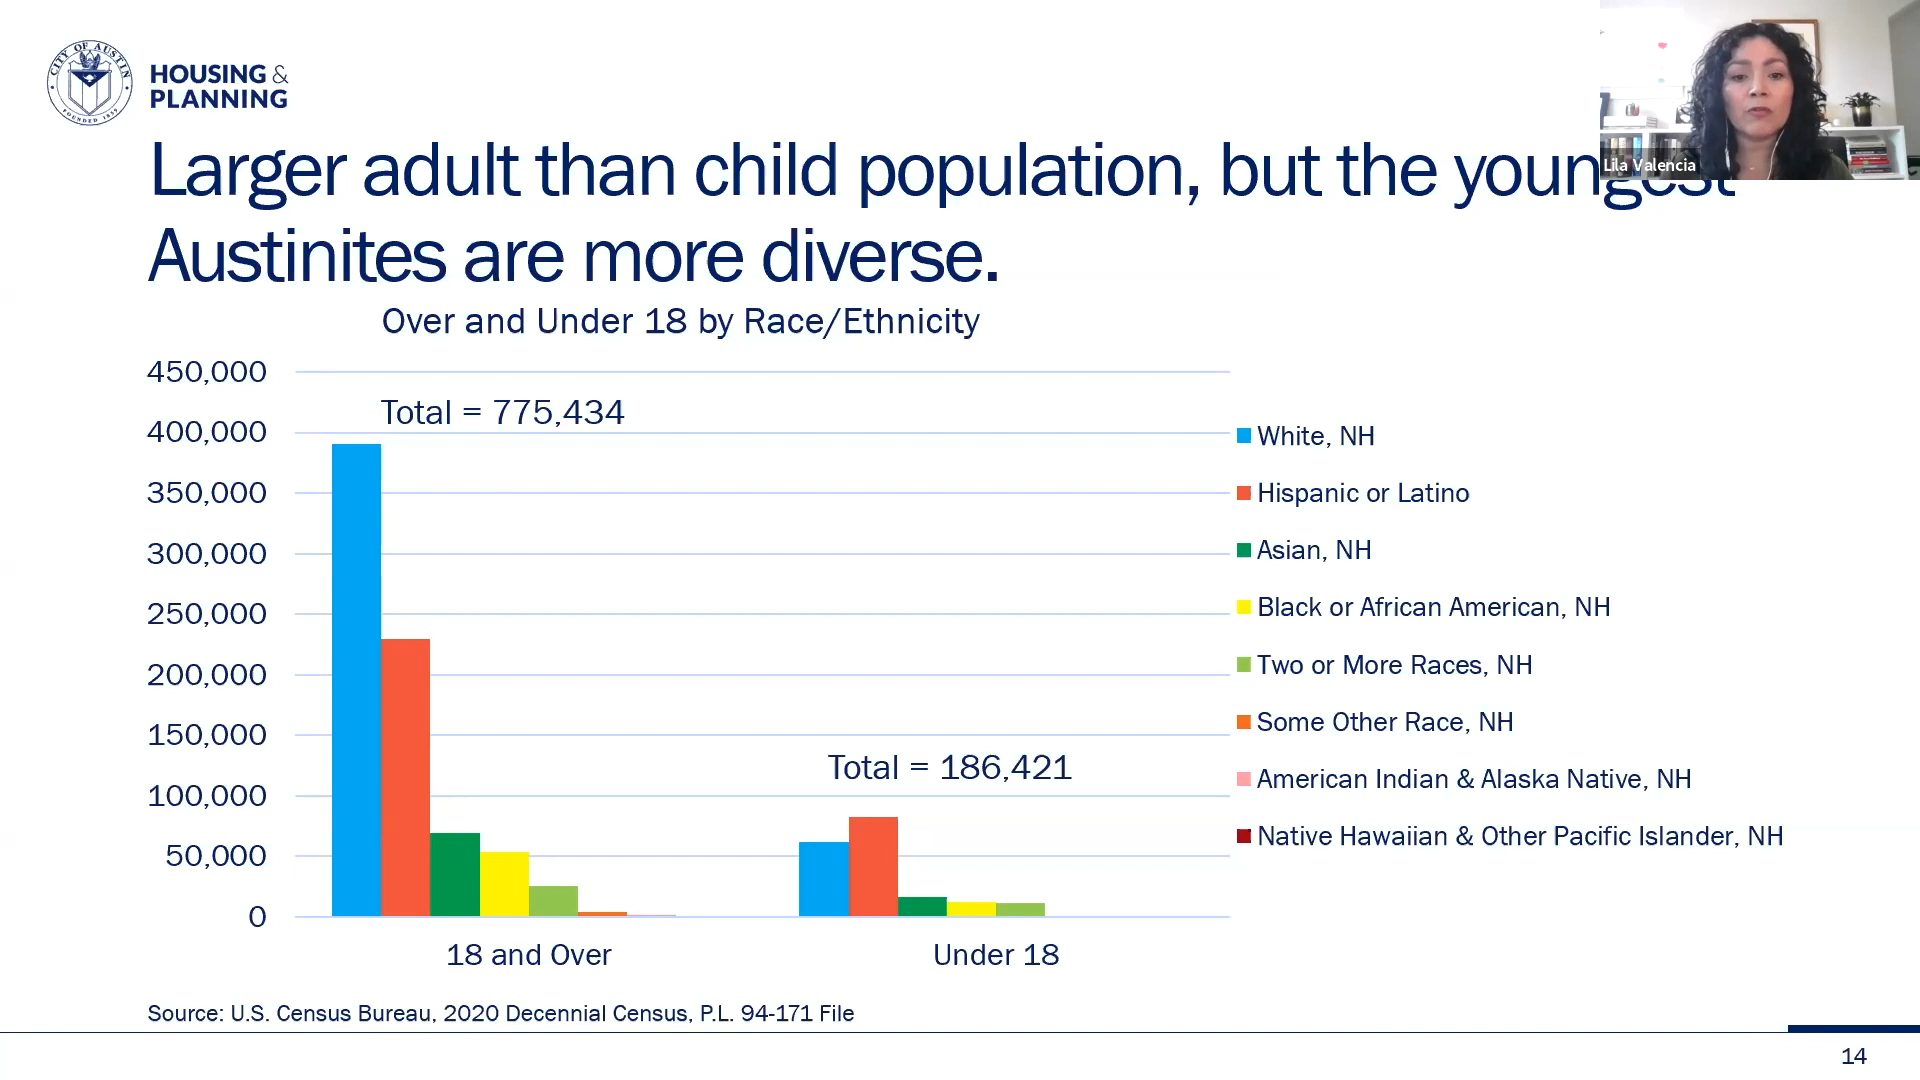 CITY OF AUSTIN
FOUNDED 1839
HOUSING &
PLANNING
Lila Valencia
Larger adult than child population, but the youngest
Austinites are more diverse.
Over and Under 18 by Race/Ethnicity
450,000
400,000
350,000
300,000
250,000
200,000
150,000
100,000
50,000
0
Total = 775,434
Total = 186,421
18 and Over
Under 18
White, NH
Hispanic or Latino
Asian, NH
Black or African American, NH
Two or More Races, NH
Some Other Race, NH
American Indian & Alaska Native, NH
Native Hawaiian & Other Pacific Islander, NH
Source: U.S. Census Bureau, 2020 Decennial Census, P.L. 94-171 File
14